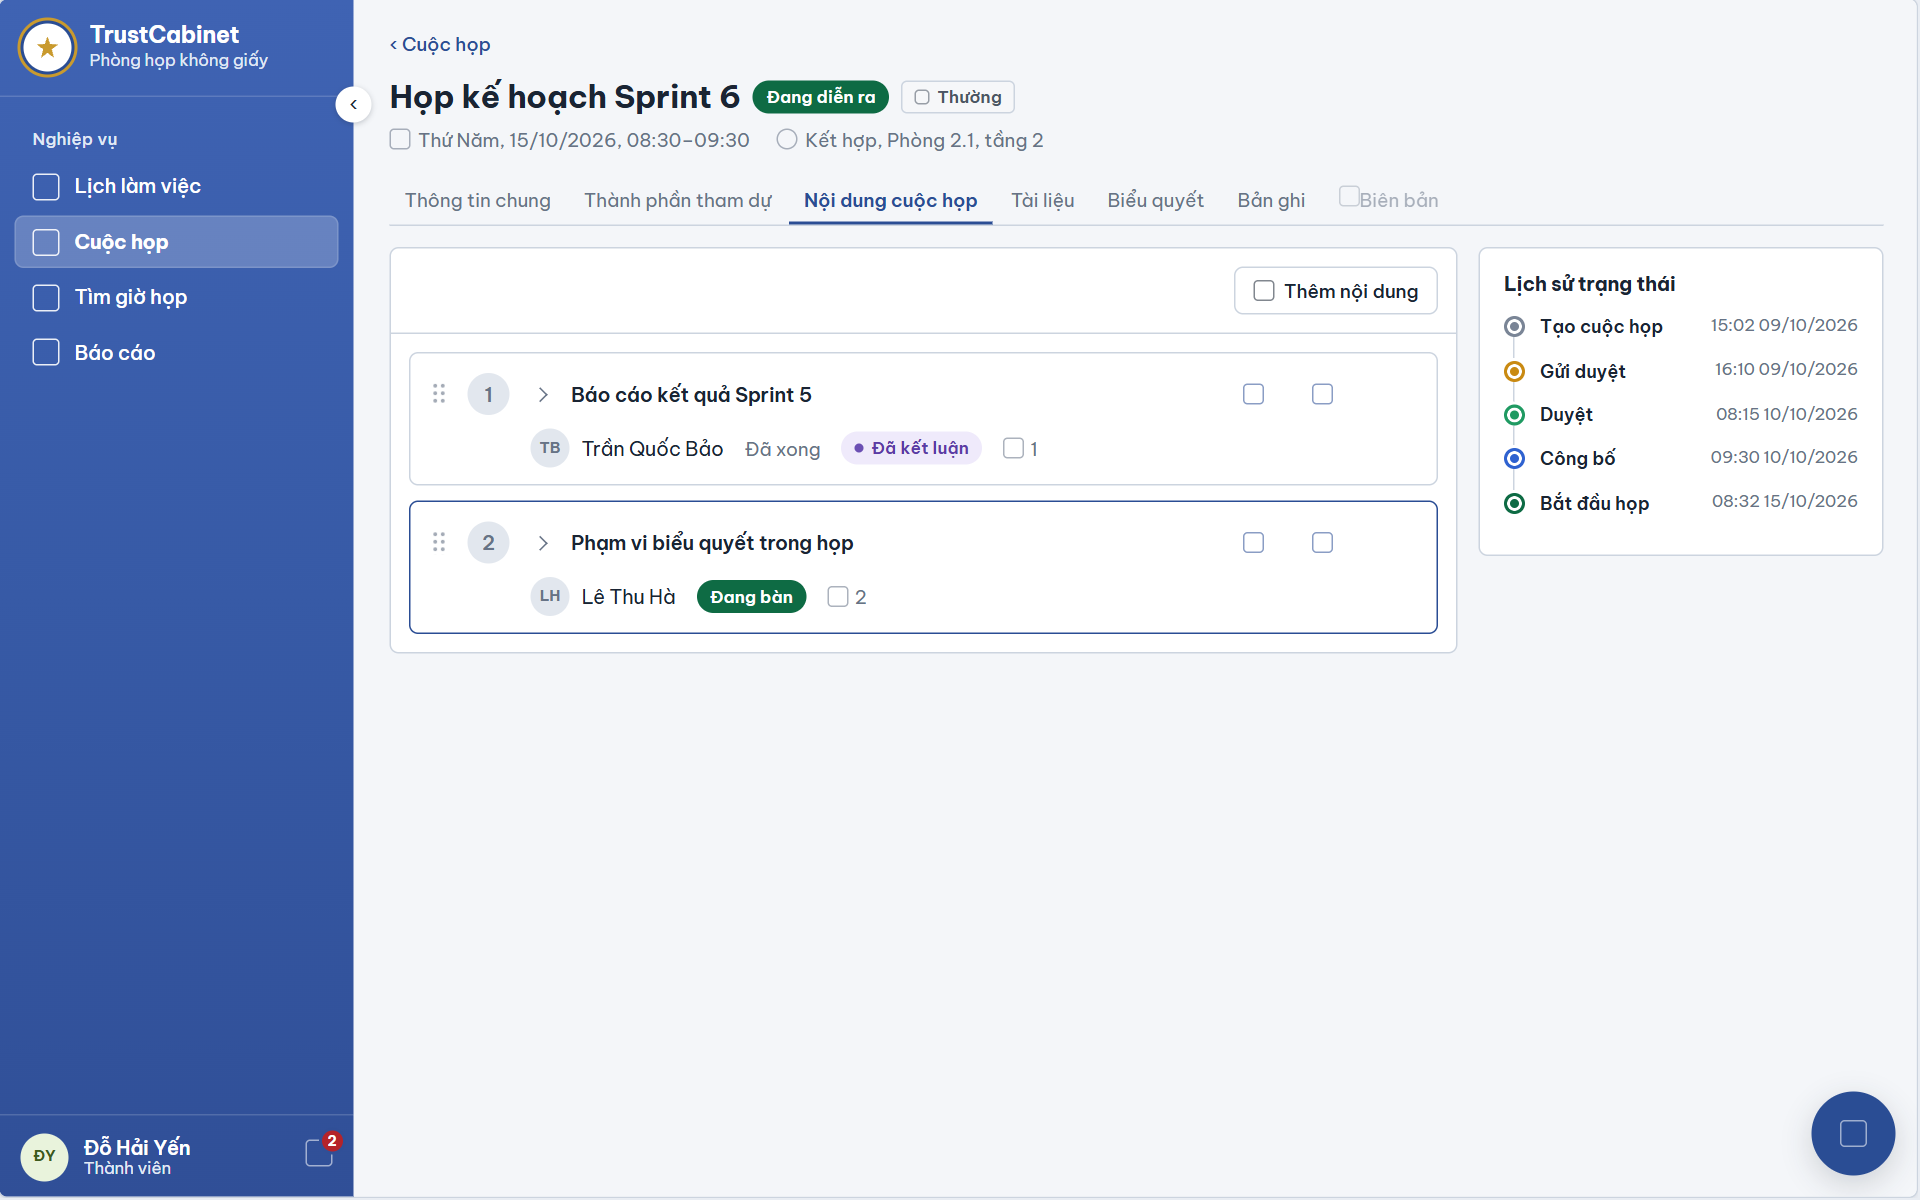 TrustCabinet
Phòng họp không giấy
Nghiệp vụ
Lịch làm việc
Cuộc họp
Tìm giờ họp
Báo cáo
ĐY
Đỗ Hải Yến
Thành viên
2
‹ Cuộc họp
Họp kế hoạch Sprint 6
Đang diễn ra
Thường
Thứ Năm, 15/10/2026, 08:30–09:30
Kết hợp, Phòng 2.1, tầng 2
Thông tin chung
Thành phần tham dự
Nội dung cuộc họp
Tài liệu
Biểu quyết
Bản ghi
Biên bản
Thêm nội dung
1
Báo cáo kết quả Sprint 5
TB
Trần Quốc Bảo
Đã xong
Đã kết luận
1
2
Phạm vi biểu quyết trong họp
LH
Lê Thu Hà
Đang bàn
2
Lịch sử trạng thái
Tạo cuộc họp
15:02 09/10/2026
Gửi duyệt
16:10 09/10/2026
Duyệt
08:15 10/10/2026
Công bố
09:30 10/10/2026
Bắt đầu họp
08:32 15/10/2026